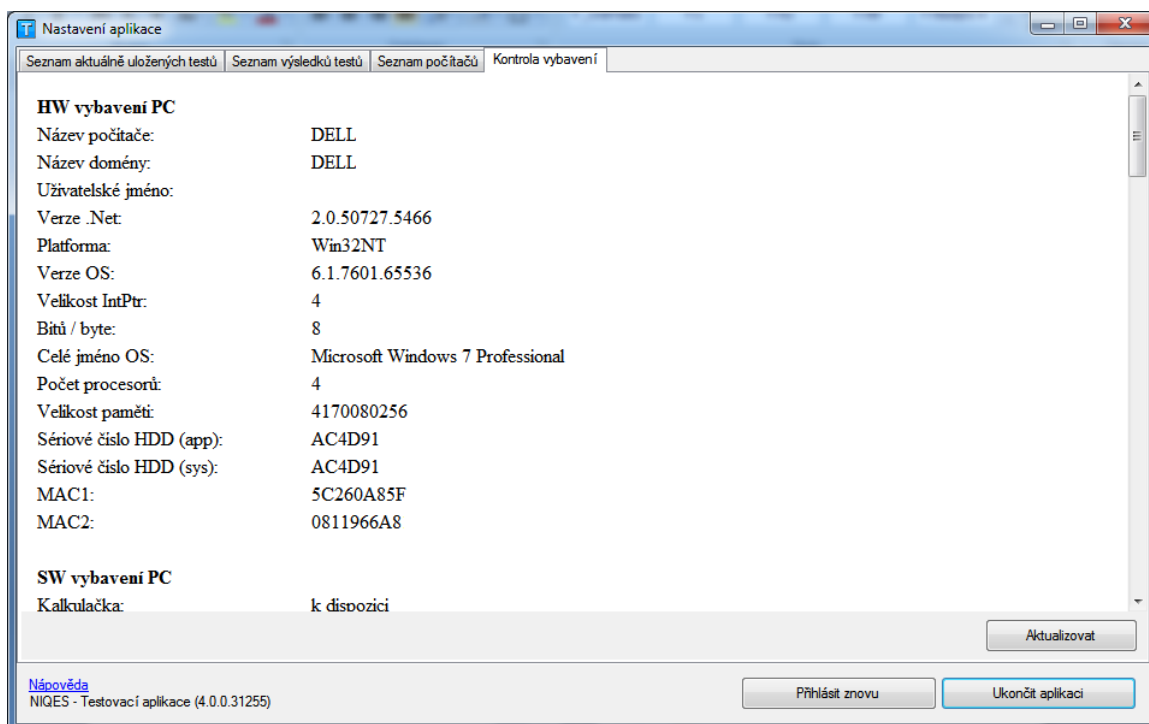 Nastavení aplikace
Seznam aktuálně uložených testů Seznam výsledků testů Seznam počítačů Kontrola vybavení
HW vybavení PC
Název počítače: DELL
Název domény: DELL
Uživatelské jméno:
Verze .Net: 2.0.50727.5466
Platforma: Win32NT
Verze OS: 6.1.7601.65536
Velikost IntPtr: 4
Bitů / byte: 8
Celé jméno OS: Microsoft Windows 7 Professional
Počet procesorů: 4
Velikost paměti: 4170080256
Sériové číslo HDD (app): AC4D91
Sériové číslo HDD (sys): AC4D91
MAC1: 5C260A85F
MAC2: 0811966A8
SW vybavení PC
Kalkulačka: k dispozici
Aktualizovat
Nápověda
NIQES - Testovací aplikace (4.0.0.31255)
Přihlásit znovu Ukončit aplikaci